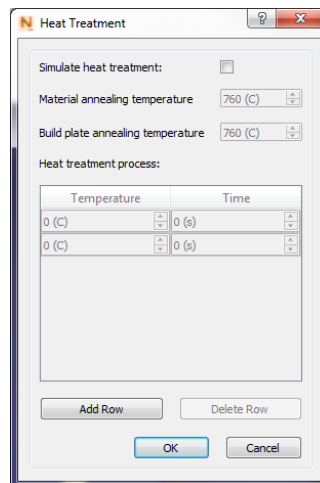 Heat Treatment
Simulate heat treatment:
Material annealing temperature 760 (C)
Build plate annealing temperature 760 (C)
Heat treatment process:
Temperature Time
0 (C) 0 (s)
0 (C) 0 (s)
Add Row Delete Row
OK Cancel